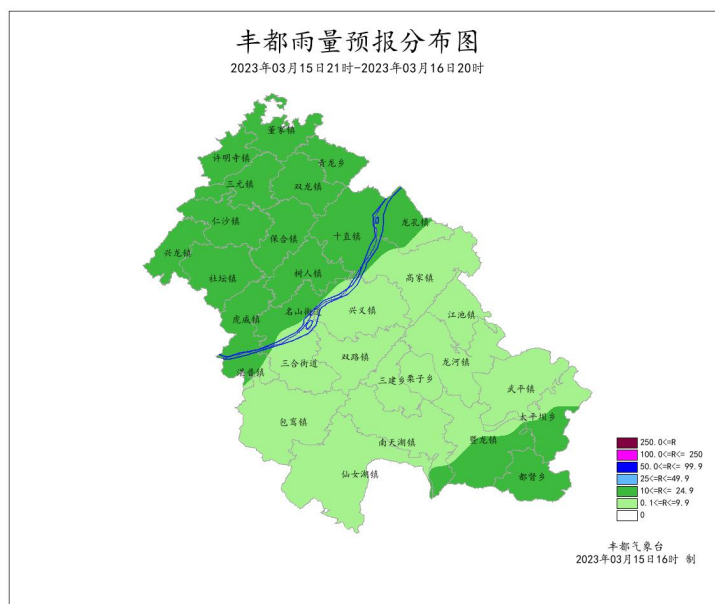 丰都雨量预报分布图
2023年03月15日21时-2023年03月16日20时
董家镇
许明寺镇
青龙乡
三元镇
双龙镇
仁沙镇
龙孔镇
十直镇
保合镇
兴龙镇
树人镇
社坛镇
高家镇
名山街道
兴义镇
虎威镇
江池镇
双路镇
三合街道
龙河镇
湛普镇
三建乡
栗子乡
武平镇
太平坝乡
包鸾镇
南天湖镇
暨龙镇
仙女湖镇
都督乡
250.0<=R
100.0<=R<= 250
50.0<=R<= 99.9
25<=R<=49.9
10<=R<= 24.9
0.1<=R<=9.9
0
丰都气象台
2023年03月15日16时 制